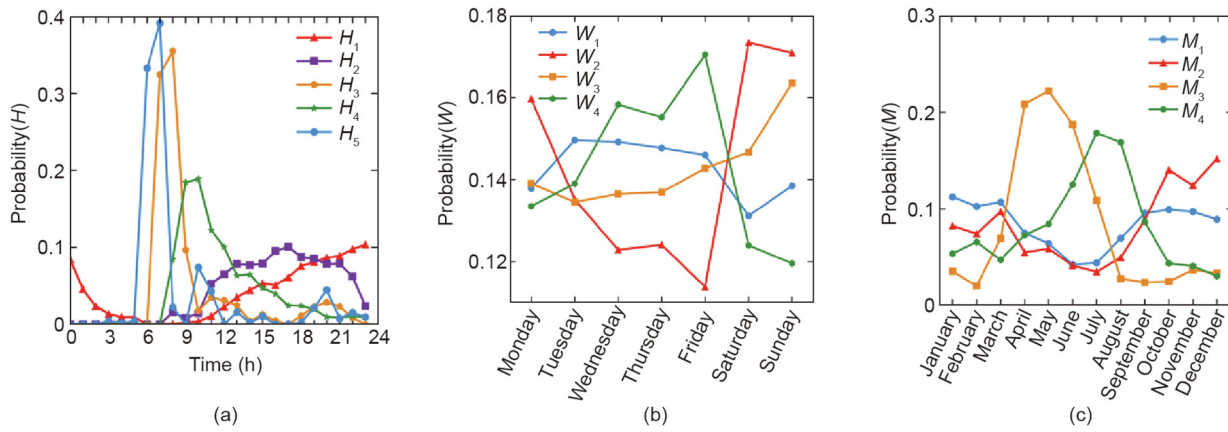 0.4
0.3
0.2
0.1
0
Probability(H)
0 3 6 9 12 15 18 21 24
Time (h)
H1
H2
H3
H4
H5
(a)
0.18
0.16
0.14
0.12
Probability(W)
W1
W2
W3
W4
Monday
Tuesday
Wednesday
Thursday
Friday
Saturday
Sunday
(b)
0.3
0.2
0.1
0
Probability(M)
M1
M2
M3
M4
January
February
March
April
May
June
July
August
September
October
November
December
(c)